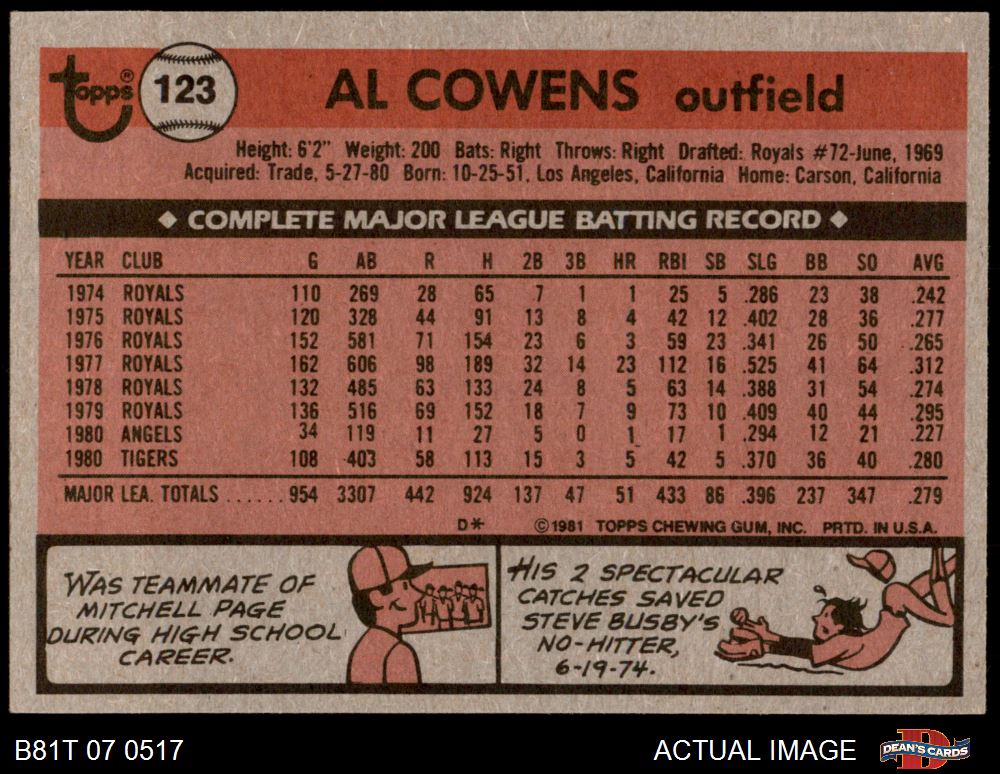 topps® 123 AL COWENS outfield
Height: 6'2" Weight: 200 Bats: Right Throws: Right Drafted: Royals #72-June, 1969
Acquired: Trade, 5-27-80 Born: 10-25-51, Los Angeles, California Home: Carson, California
◆ COMPLETE MAJOR LEAGUE BATTING RECORD ◆
YEAR CLUB G AB R H 2B 3B HR RBI SB SLG BB SO AVG
1974 ROYALS 110 269 28 65 7 1 1 25 5 .286 23 38 .242
1975 ROYALS 120 328 44 91 13 8 4 42 12 .402 28 36 .277
1976 ROYALS 152 581 71 154 23 6 3 59 23 .341 26 50 .265
1977 ROYALS 162 606 98 189 32 14 23 112 16 .525 41 64 .312
1978 ROYALS 132 485 63 133 24 8 5 63 14 .388 31 54 .274
1979 ROYALS 136 516 69 152 18 7 9 73 10 .409 40 44 .295
1980 ANGELS 34 119 11 27 5 0 1 17 1 .294 12 21 .227
1980 TIGERS 108 403 58 113 15 3 5 42 5 .370 36 40 .280
MAJOR LEA. TOTALS ...... 954 3307 442 924 137 47 51 433 86 .396 237 347 .279
D* ©1981 TOPPS CHEWING GUM, INC. PRTD. IN U.S.A.
WAS TEAMMATE OF
MITCHELL PAGE
DURING HIGH SCHOOL
CAREER.
HIS 2 SPECTACULAR
CATCHES SAVED
STEVE BUSBY'S
NO-HITTER,
6-19-74.
B81T 07 0517 ACTUAL IMAGE DEAN'S CARDS